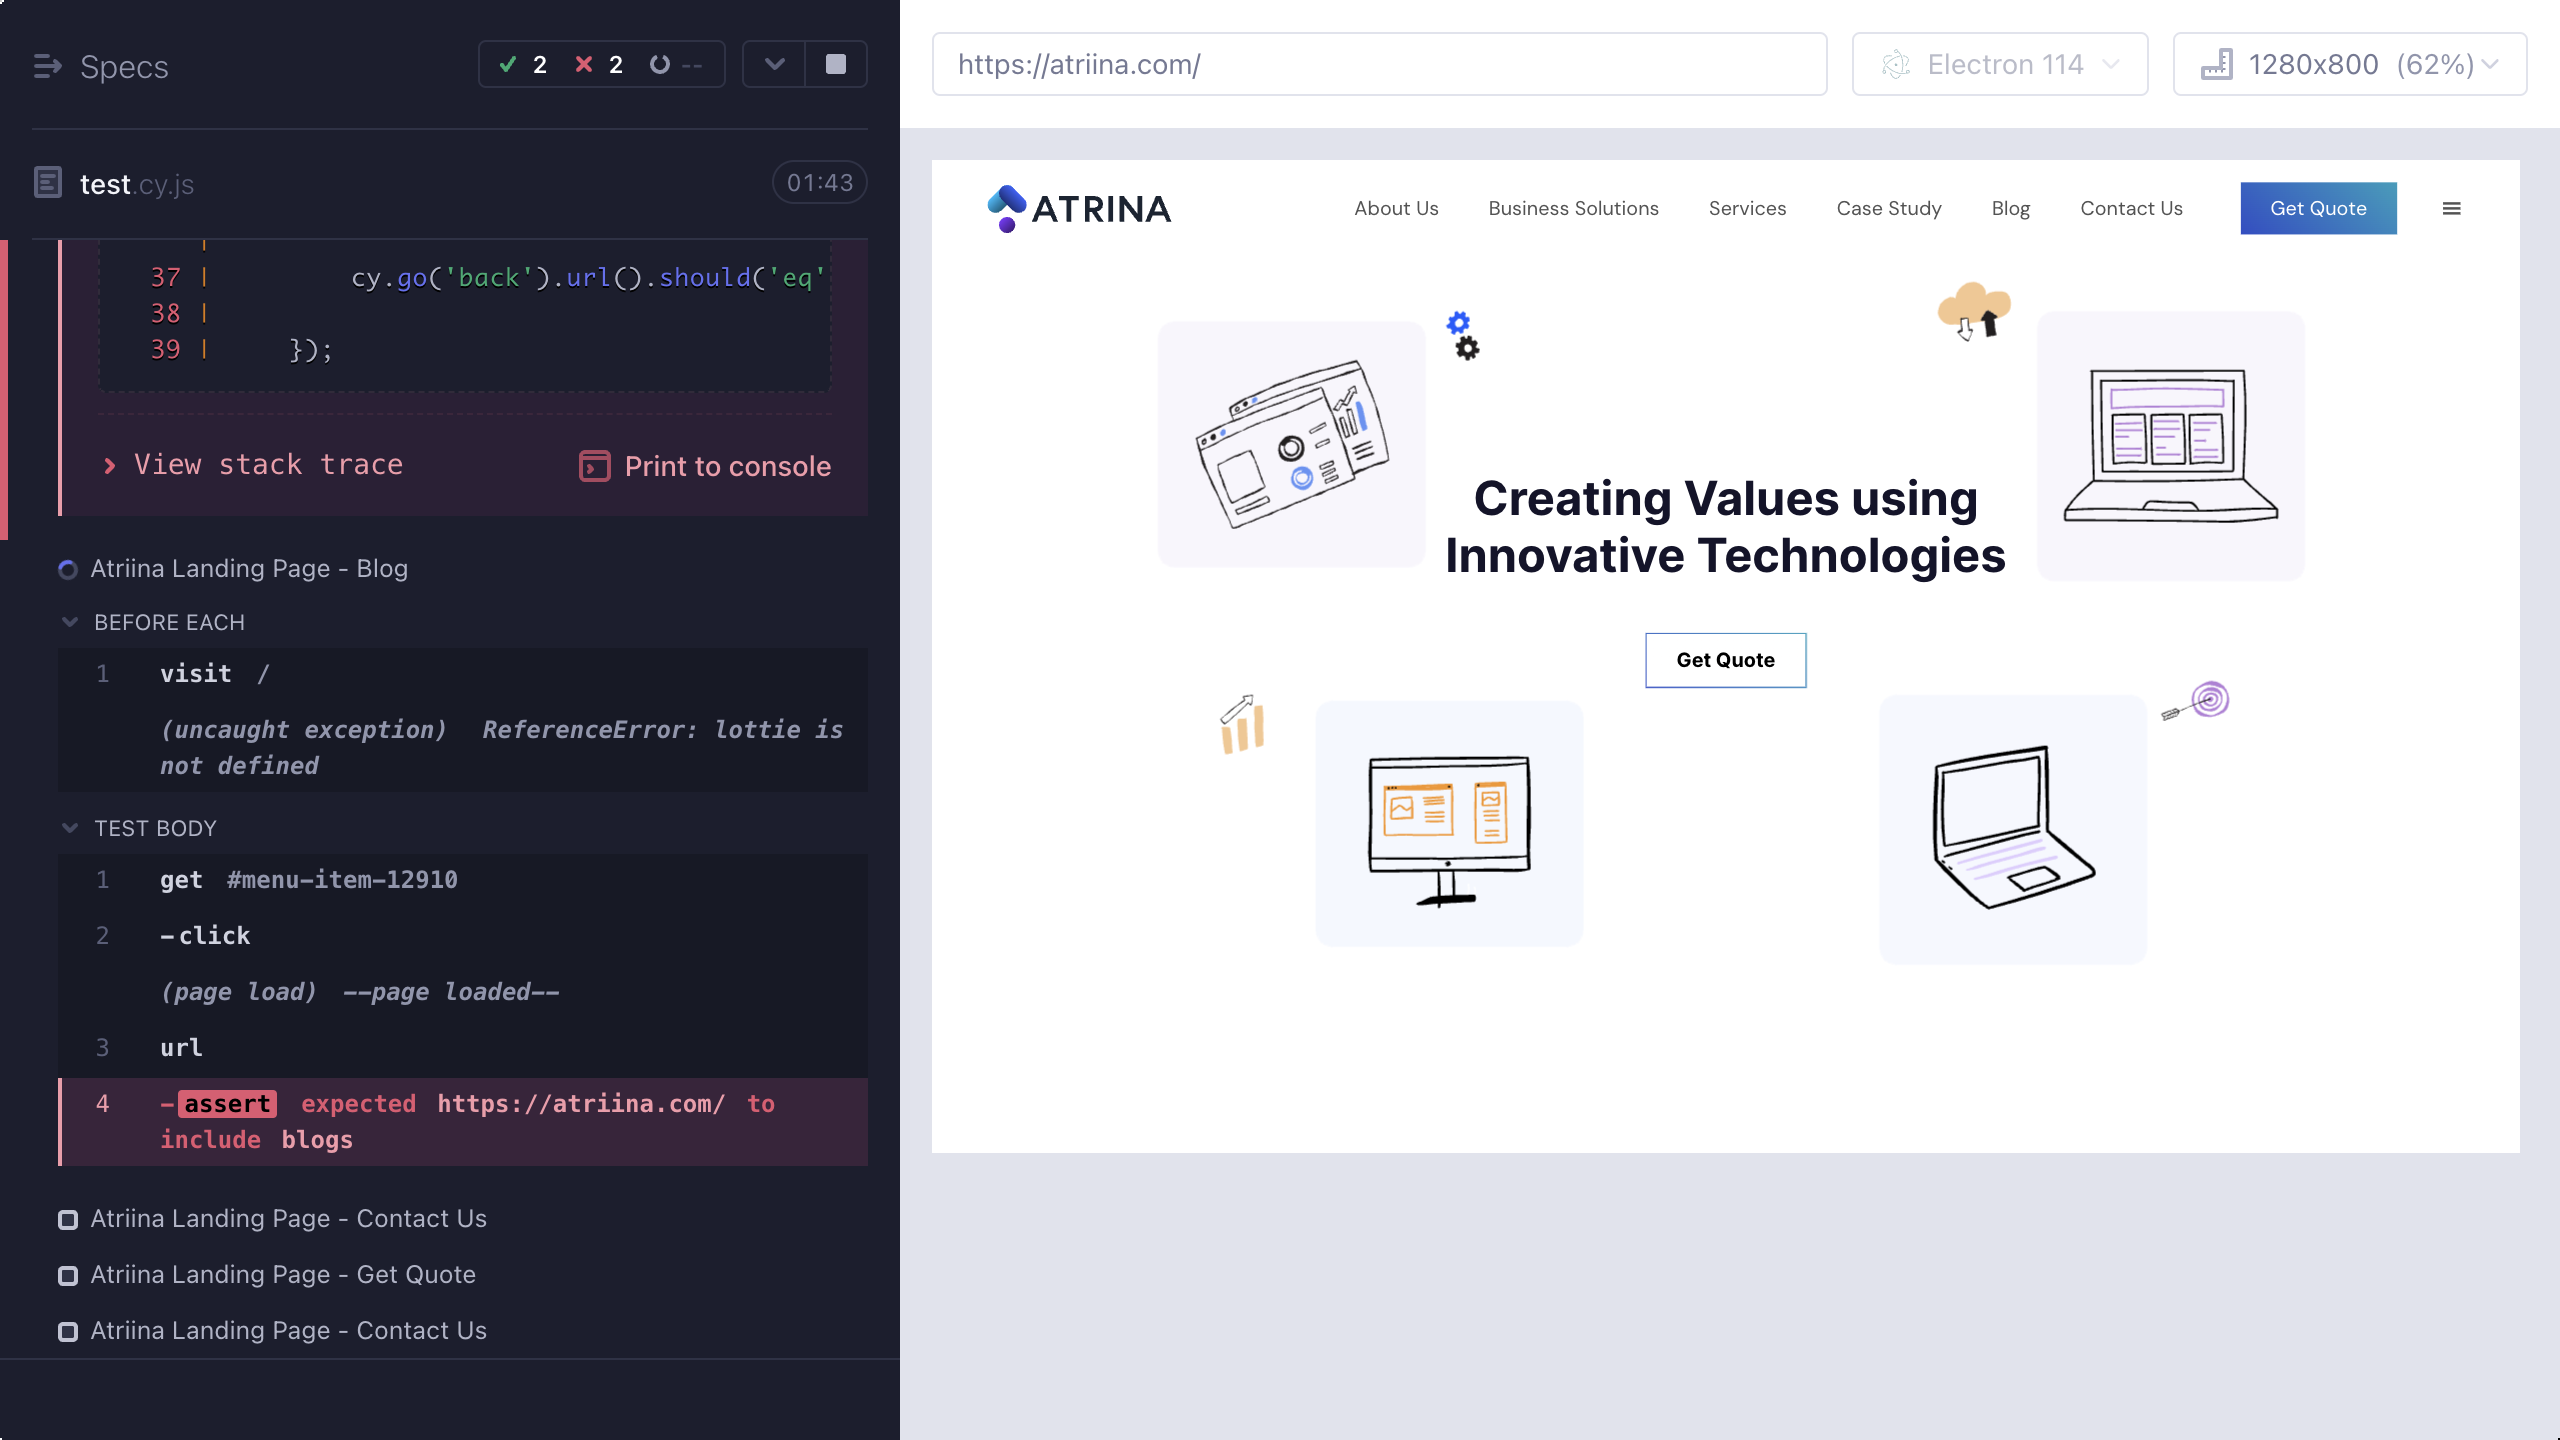 Specs
2 2 --
test.cy.js
01:43
37 | cy.go('back').url().should('eq'
38 |
39 | });
View stack trace
Print to console
Atriina Landing Page - Blog
BEFORE EACH
1 visit /
(uncaught exception) ReferenceError: lottie is
not defined
TEST BODY
1 get #menu-item-12910
2 -click
(page load) --page loaded--
3 url
4 -assert expected https://atriina.com/ to
include blogs
Atriina Landing Page - Contact Us
Atriina Landing Page - Get Quote
Atriina Landing Page - Contact Us
https://atriina.com/
Electron 114
1280x800 (62%)
ATRINA
About Us
Business Solutions
Services
Case Study
Blog
Contact Us
Get Quote
Creating Values using
Innovative Technologies
Get Quote